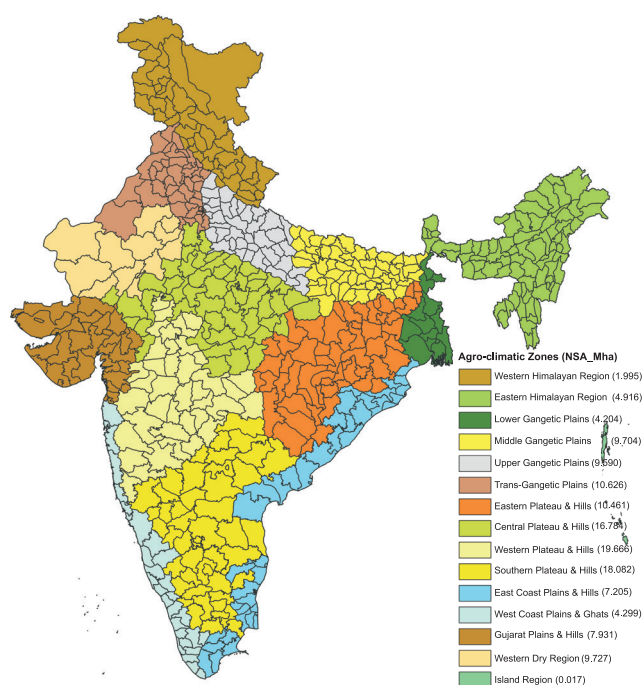 Agro-climatic Zones (NSA_Mha)
Western Himalayan Region (1.995)
Eastern Himalayan Region (4.916)
Lower Gangetic Plains (4.204)
Middle Gangetic Plains (9.704)
Upper Gangetic Plains (9.690)
Trans-Gangetic Plains (10.626)
Eastern Plateau & Hills (10.461)
Central Plateau & Hills (16.784)
Western Plateau & Hills (19.666)
Southern Plateau & Hills (18.082)
East Coast Plains & Hills (7.205)
West Coast Plains & Ghats (4.299)
Gujarat Plains & Hills (7.931)
Western Dry Region (9.727)
Island Region (0.017)